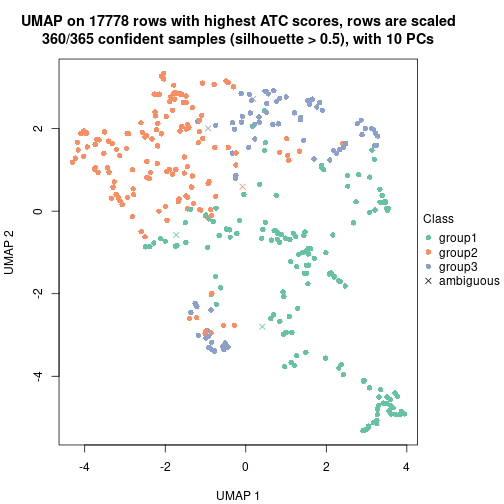 UMAP on 17778 rows with highest ATC scores, rows are scaled
360/365 confident samples (silhouette > 0.5), with 10 PCs
UMAP 2
2
0
-2
-4
-4
-2
0
2
4
UMAP 1
Class
group1
group2
group3
ambiguous